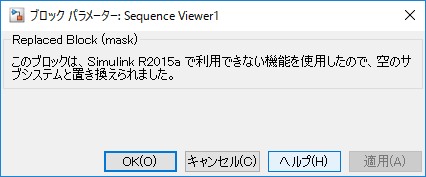 ブロック パラメーター: Sequence Viewer1
Replaced Block (mask)
このブロックは、Simulink R2015a で利用できない機能を使用したので、空のサ
ブシステムと置き換えられました。
OK(O) キャンセル(C) ヘルプ(H) 適用(A)